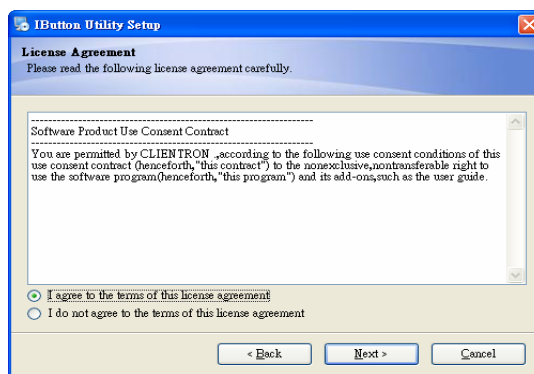 IButton Utility Setup
License Agreement
Please read the following license agreement carefully.
----------------------------------------------------------------------
Software Product Use Consent Contract
----------------------------------------------------------------------
You are permitted by CLIENTRON ,according to the following use consent conditions of this
use consent contract (henceforth,"this contract") to the nonexclusive,nontransferable right to
use the software program(henceforth,"this program") and its add-ons,such as the user guide.
I agree to the terms of this license agreement
I do not agree to the terms of this license agreement
< Back Next > Cancel